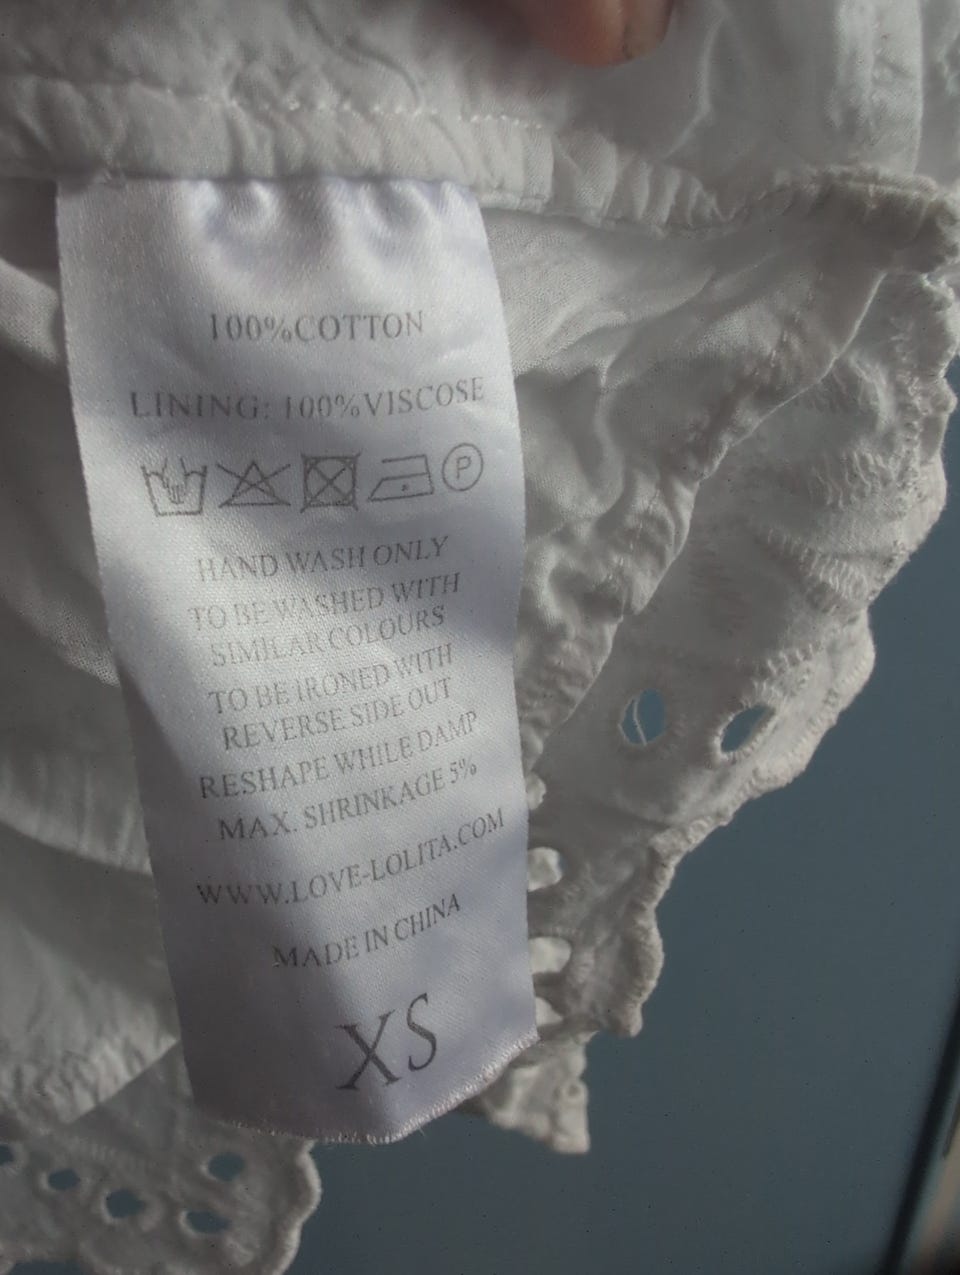 100%COTTON
LINING: 100%VISCOSE
P
HAND WASH ONLY
TO BE WASHED WITH
SIMILAR COLOURS
TO BE IRONED WITH
REVERSE SIDE OUT
RESHAPE WHILE DAMP
MAX. SHRINKAGE 5%
WWW.LOVE-LOLITA.COM
MADE IN CHINA
XS